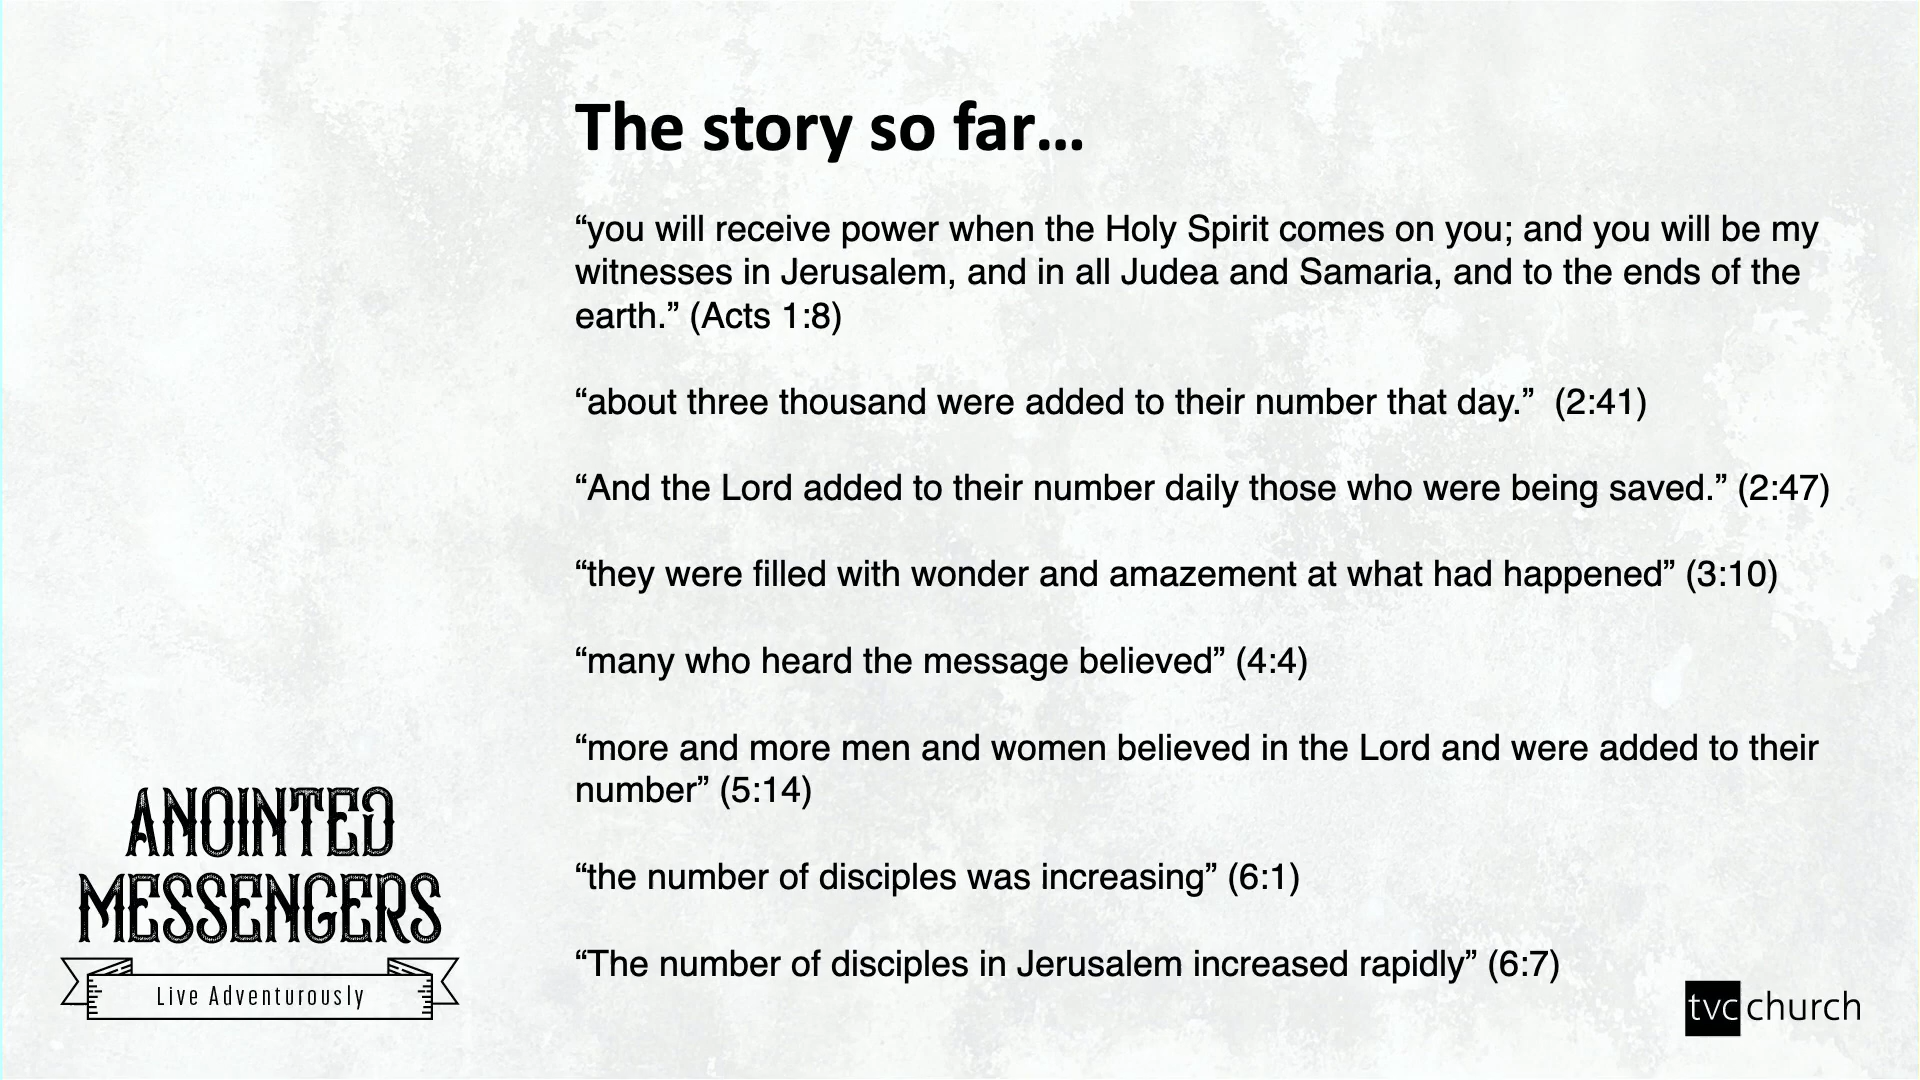 The story so far…
“you will receive power when the Holy Spirit comes on you; and you will be my
witnesses in Jerusalem, and in all Judea and Samaria, and to the ends of the
earth.” (Acts 1:8)
“about three thousand were added to their number that day.”  (2:41)
“And the Lord added to their number daily those who were being saved.” (2:47)
“they were filled with wonder and amazement at what had happened” (3:10)
“many who heard the message believed” (4:4)
“more and more men and women believed in the Lord and were added to their
number” (5:14)
“the number of disciples was increasing” (6:1)
“The number of disciples in Jerusalem increased rapidly” (6:7)
ANOINTED
MESSENGERS
Live Adventurously
tvc church